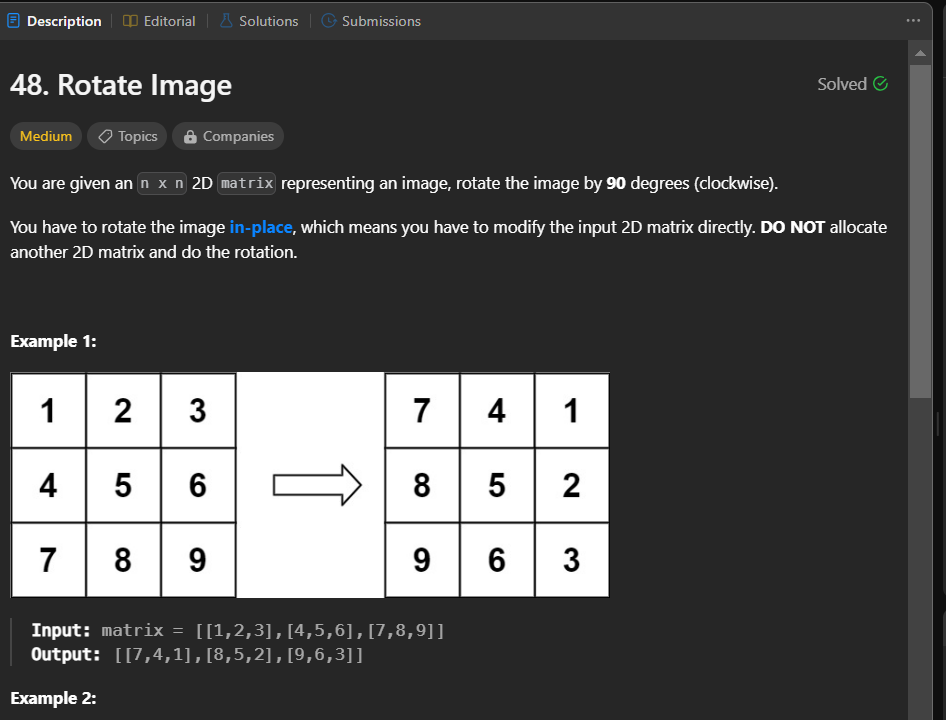 Description Editorial Solutions Submissions
48. Rotate Image Solved
Medium Topics Companies
You are given an n x n 2D matrix representing an image, rotate the image by 90 degrees (clockwise).
You have to rotate the image in-place, which means you have to modify the input 2D matrix directly. DO NOT allocate
another 2D matrix and do the rotation.
Example 1:
1 2 3 7 4 1
4 5 6 8 5 2
7 8 9 9 6 3
Input: matrix = [[1,2,3],[4,5,6],[7,8,9]]
Output: [[7,4,1],[8,5,2],[9,6,3]]
Example 2: